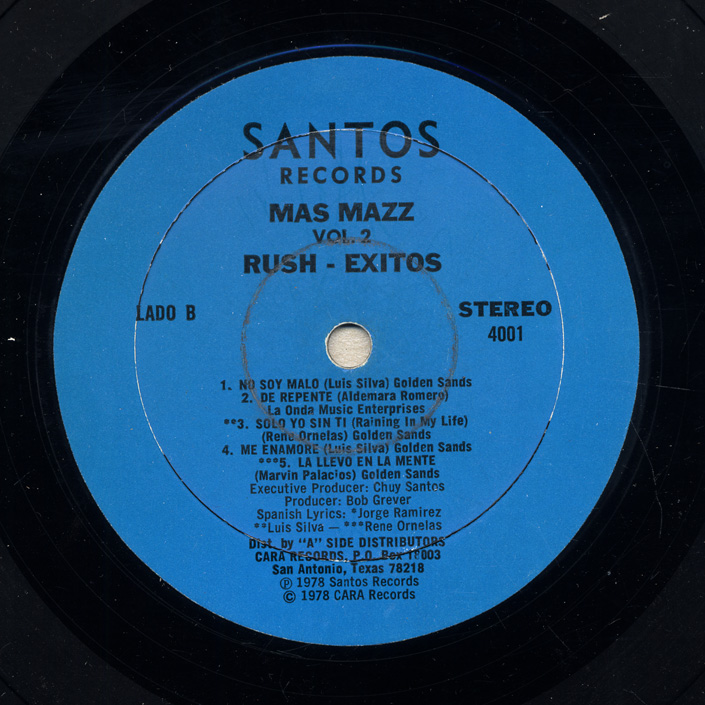 SANTOS
RECORDS
MAS MAZZ
VOL. 2
RUSH - EXITOS
LADO B
STEREO
4001
1. NO SOY MALO (Luis Silva) Golden Sands
2. DE REPENTE (Aldemara Romero)
La Onda Music Enterprises
**3. SOLO YO SIN TI (Raining In My Life)
(Rene Ornelas) Golden Sands
4. ME ENAMORE (Luis Silva) Golden Sands
***5. LA LLEVO EN LA MENTE
(Marvin Palacios) Golden Sands
Executive Producer: Chuy Santos
Producer: Bob Grever
Spanish Lyrics: *Jorge Ramirez
**Luis Silva — ***Rene Ornelas
Dist. by "A" SIDE DISTRIBUTORS
CARA RECORDS, P.O. Box
San Antonio, Texas 78218
℗ 1978 Santos Records
© 1978 CARA Records